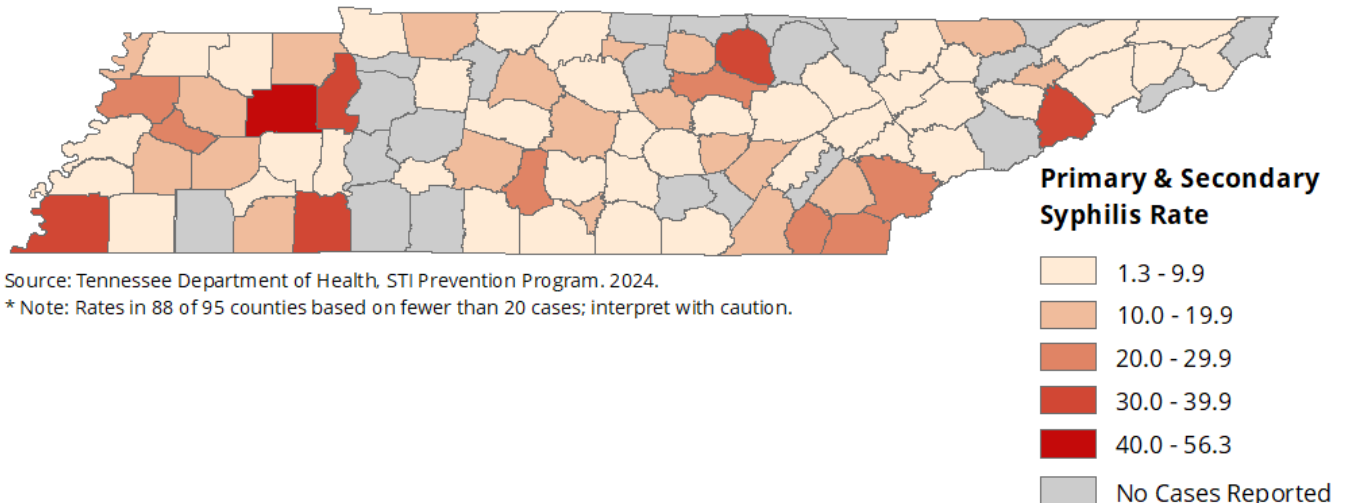 Primary & Secondary
Syphilis Rate
1.3 - 9.9
10.0 - 19.9
20.0 - 29.9
30.0 - 39.9
40.0 - 56.3
No Cases Reported
Source: Tennessee Department of Health, STI Prevention Program. 2024.
* Note: Rates in 88 of 95 counties based on fewer than 20 cases; interpret with caution.